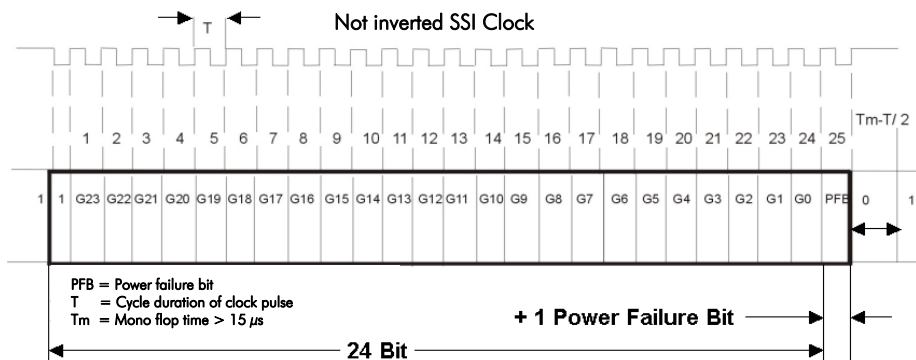 Not inverted SSI Clock
T
Tm-T/ 2
1 2 3 4 5 6 7 8 9 10 11 12 13 14 15 16 17 18 19 20 21 22 23 24 25
1 1 G23 G22 G21 G20 G19 G18 G17 G16 G15 G14 G13 G12 G11 G10 G9 G8 G7 G6 G5 G4 G3 G2 G1 G0 PFB 0 1
PFB = Power failure bit
T = Cycle duration of clock pulse
Tm = Mono flop time > 15 µs
+ 1 Power Failure Bit
24 Bit